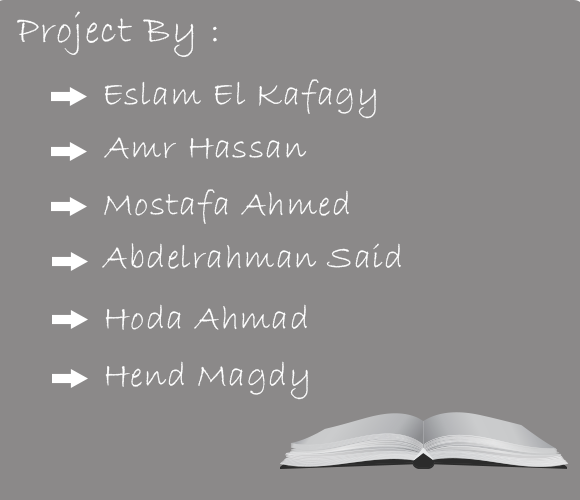 Project By :
Eslam El Kafagy
Amr Hassan
Mostafa Ahmed
Abdelrahman Said
Hoda Ahmad
Hend Magdy